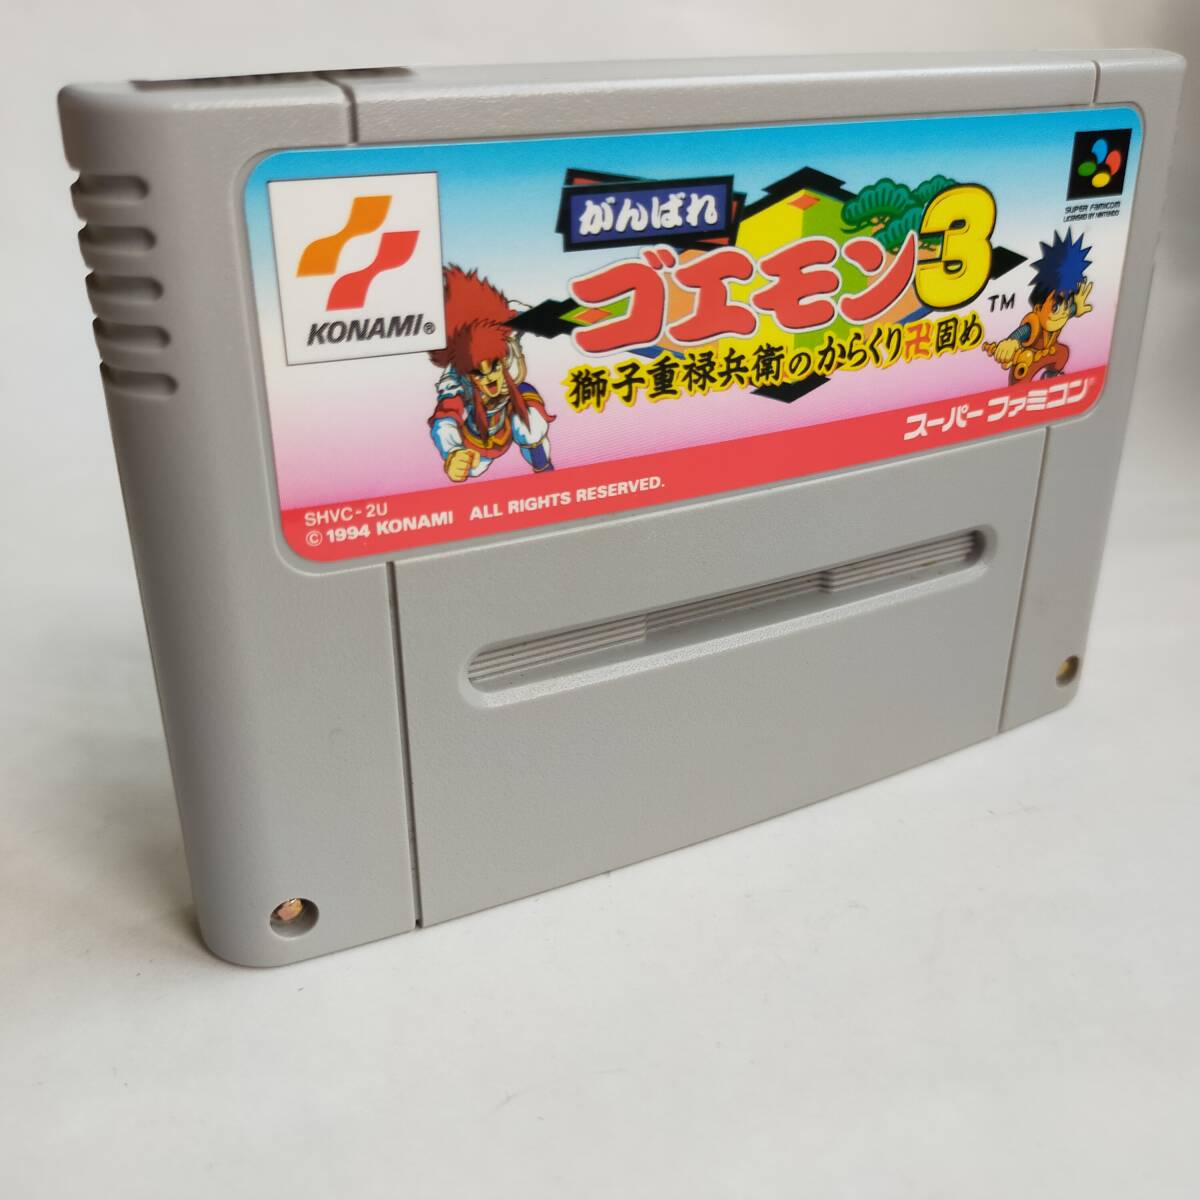 KONAMI®
がんばれ
ゴエモン3
TM
獅子重禄兵衛のからくり卍固め
SUPER FAMICOM
LICENSED BY NINTENDO
スーパーファミコン®
SHVC-2U
© 1994 KONAMI ALL RIGHTS RESERVED.